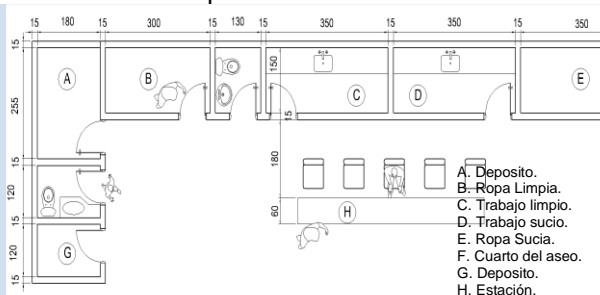 15 180 15 300 15 130 15 350 15 350 15 350
15
255
15
120
15
120
15
150
15
180
60
A
B
C
D
E
G
H
A. Deposito.
B. Ropa Limpia.
C. Trabajo limpio.
D. Trabajo sucio.
E. Ropa Sucia.
F. Cuarto del aseo.
G. Deposito.
H. Estación.